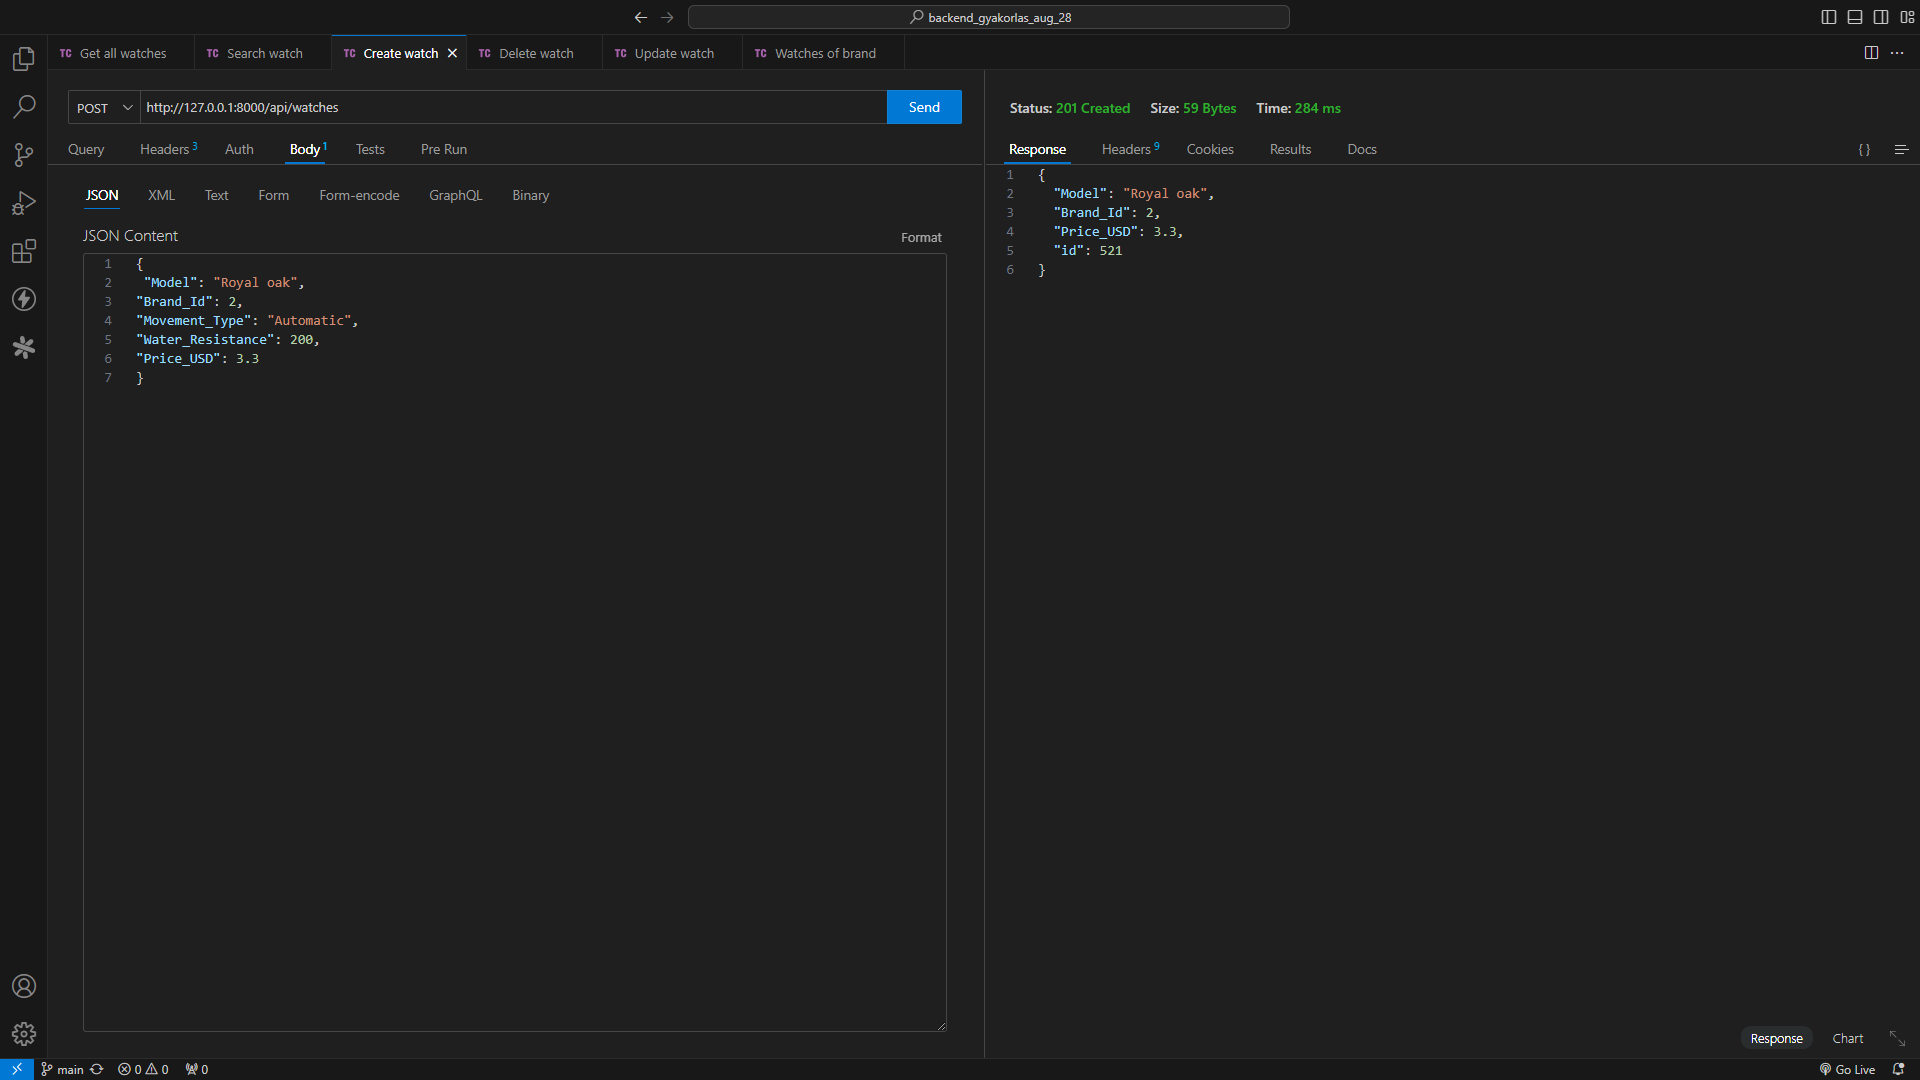 backend_gyakorlas_aug_28
TC Get all watches TC Search watch TC Create watch TC Delete watch TC Update watch TC Watches of brand
POST http://127.0.0.1:8000/api/watches Send
Query Headers 3 Auth Body 1 Tests Pre Run
JSON XML Text Form Form-encode GraphQL Binary
JSON Content Format
1 {
2 "Model": "Royal oak",
3 "Brand_Id": 2,
4 "Movement_Type": "Automatic",
5 "Water_Resistance": 200,
6 "Price_USD": 3.3
7 }
Status: 201 Created Size: 59 Bytes Time: 284 ms
Response Headers 9 Cookies Results Docs { }
1 {
2 "Model": "Royal oak",
3 "Brand_Id": 2,
4 "Price_USD": 3.3,
5 "id": 521
6 }
Response Chart
main 0 0 0 Go Live